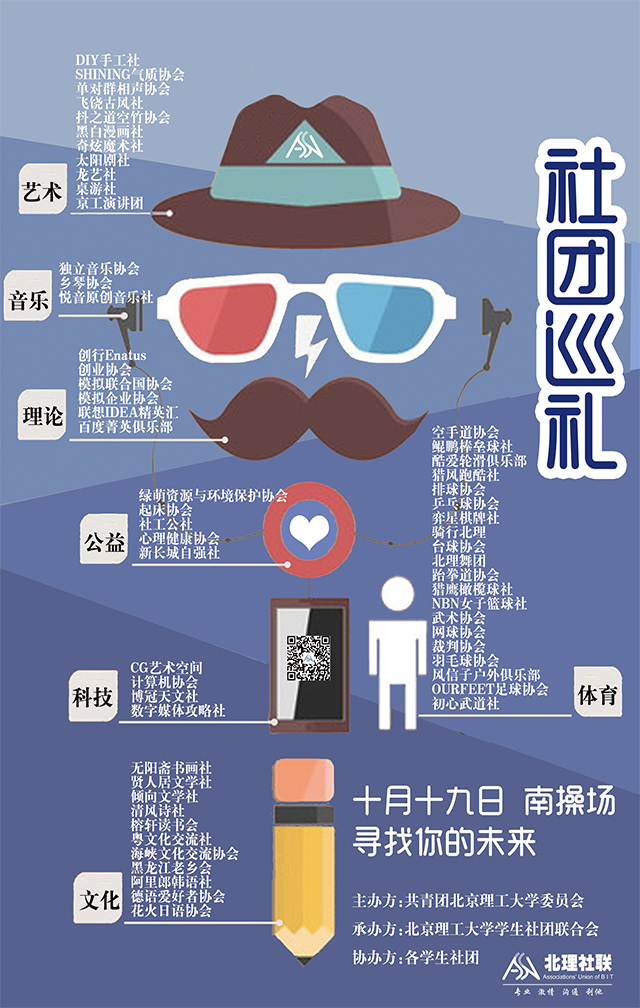 社团巡礼
DIY手工社
SHINING气质协会
单对群相声协会
飞饶古风社
抖之道空竹协会
黑白漫画社
奇炫魔术社
太阳剧社
龙艺社
桌游社
京工演讲团
艺术
ASN
独立音乐协会
乡琴协会
悦音原创音乐社
音乐
创行Enatus
创业协会
模拟联合国协会
模拟企业协会
联想IDEA精英汇
百度菁英俱乐部
理论
绿萌资源与环境保护协会
起床协会
社工公社
心理健康协会
新长城自强社
公益
空手道协会
鲲鹏棒垒球社
酷爱轮滑俱乐部
猎风跑酷社
排球协会
乒乓球协会
弈星棋牌社
骑行北理
台球协会
北理舞团
跆拳道协会
猎鹰橄榄球社
NBN女子篮球社
武术协会
网球协会
裁判协会
羽毛球协会
风信子户外俱乐部
OURFEET足球协会
初心武道社
体育
CG艺术空间
计算机协会
博冠天文社
数字媒体攻略社
科技
无阳斋书画社
贤人居文学社
倾向文学社
清风诗社
榕轩读书会
粤文化交流社
海峡文化交流协会
黑龙江老乡会
阿里郎韩语社
德语爱好者协会
花火日语协会
文化
十月十九日 南操场
寻找你的未来
主办方:共青团北京理工大学委员会
承办方:北京理工大学学生社团联合会
协办方:各学生社团
ASN 北理社联
Associations' Union of B I T
专业 激情 沟通 利他